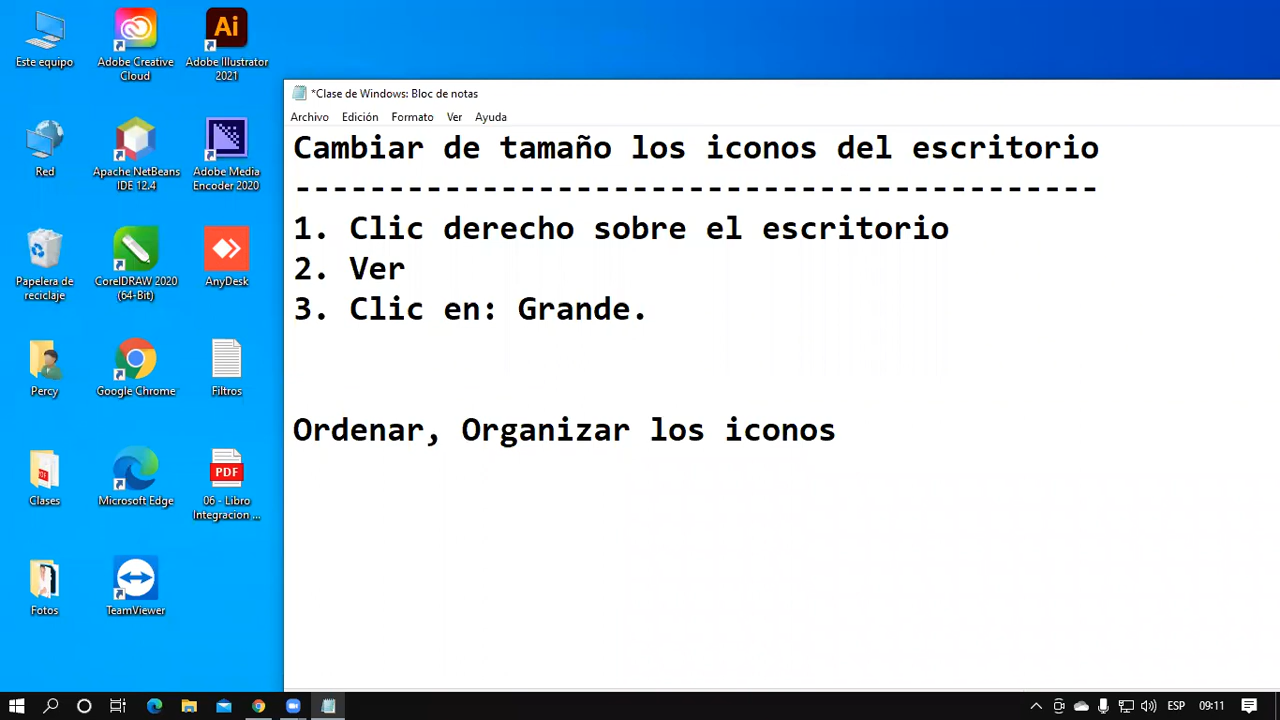 Este equipo
Adobe Creative
Cloud
Ai
Adobe Illustrator
2021
Red
Apache NetBeans
IDE 12.4
Adobe Media
Encoder 2020
Papelera de
reciclaje
CorelDRAW 2020
(64-Bit)
AnyDesk
Percy
Google Chrome
Filtros
Clases
Microsoft Edge
PDF
06 - Libro
Integracion ...
Fotos
TeamViewer
*Clase de Windows: Bloc de notas
Archivo Edición Formato Ver Ayuda
Cambiar de tamaño los iconos del escritorio
-------------------------------------------
1. Clic derecho sobre el escritorio
2. Ver
3. Clic en: Grande.
Ordenar, Organizar los iconos
ESP 09:11